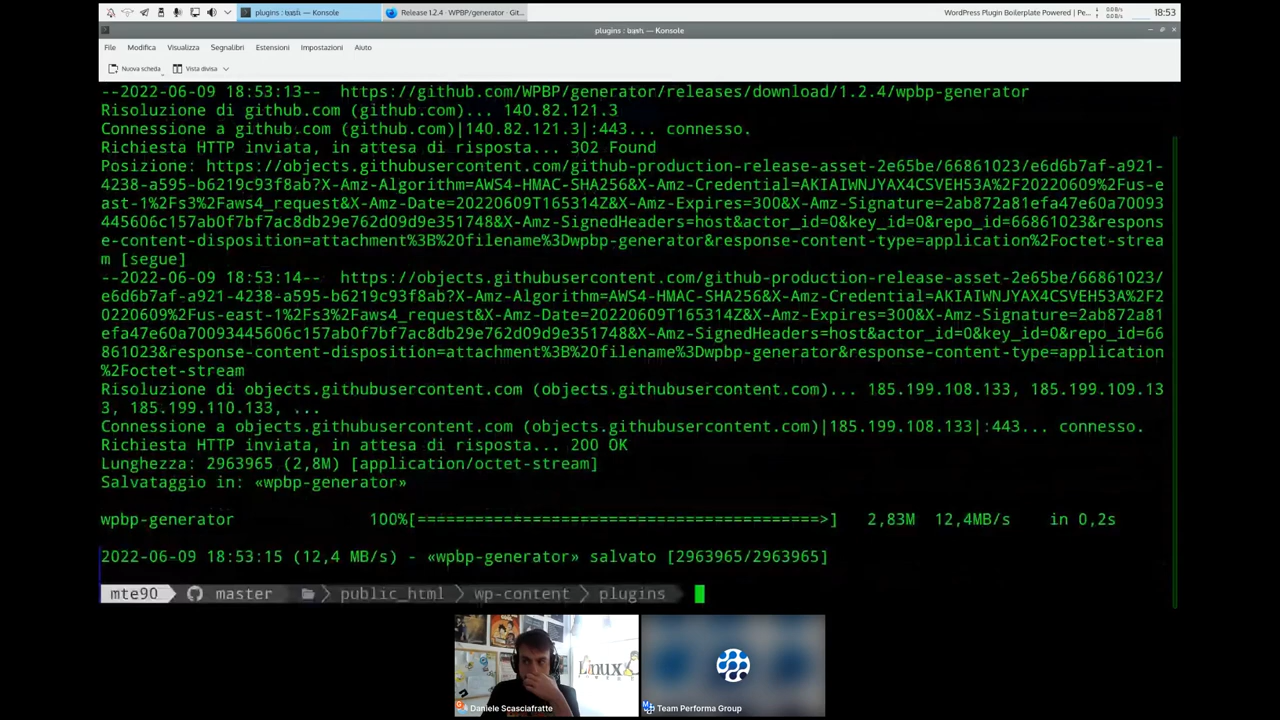 plugins : bash — Konsole
Release 1.2.4 · WPBP/generator · Git...
WordPress Plugin Boilerplate Powered | Pe...
0.0 B/s
0.0 B/s
18:53
plugins : bash — Konsole
File Modifica Visualizza Segnalibri Estensioni Impostazioni Aiuto
Nuova scheda Vista divisa
--2022-06-09 18:53:13-- https://github.com/WPBP/generator/releases/download/1.2.4/wpbp-generator
Risoluzione di github.com (github.com)... 140.82.121.3
Connessione a github.com (github.com)|140.82.121.3|:443... connesso.
Richiesta HTTP inviata, in attesa di risposta... 302 Found
Posizione: https://objects.githubusercontent.com/github-production-release-asset-2e65be/66861023/e6d6b7af-a921-
4238-a595-b6219c93f8ab?X-Amz-Algorithm=AWS4-HMAC-SHA256&X-Amz-Credential=AKIAIWNJYAX4CSVEH53A%2F20220609%2Fus-e
ast-1%2Fs3%2Faws4_request&X-Amz-Date=20220609T165314Z&X-Amz-Expires=300&X-Amz-Signature=2ab872a81efa47e60a70093
445606c157ab0f7bf7ac8db29e762d09d9e351748&X-Amz-SignedHeaders=host&actor_id=0&key_id=0&repo_id=66861023&respons
e-content-disposition=attachment%3B%20filename%3Dwpbp-generator&response-content-type=application%2Foctet-strea
m [segue]
--2022-06-09 18:53:14-- https://objects.githubusercontent.com/github-production-release-asset-2e65be/66861023/
e6d6b7af-a921-4238-a595-b6219c93f8ab?X-Amz-Algorithm=AWS4-HMAC-SHA256&X-Amz-Credential=AKIAIWNJYAX4CSVEH53A%2F2
0220609%2Fus-east-1%2Fs3%2Faws4_request&X-Amz-Date=20220609T165314Z&X-Amz-Expires=300&X-Amz-Signature=2ab872a81
efa47e60a70093445606c157ab0f7bf7ac8db29e762d09d9e351748&X-Amz-SignedHeaders=host&actor_id=0&key_id=0&repo_id=66
861023&response-content-disposition=attachment%3B%20filename%3Dwpbp-generator&response-content-type=application
%2Foctet-stream
Risoluzione di objects.githubusercontent.com (objects.githubusercontent.com)... 185.199.108.133, 185.199.109.13
3, 185.199.110.133, ...
Connessione a objects.githubusercontent.com (objects.githubusercontent.com)|185.199.108.133|:443... connesso.
Richiesta HTTP inviata, in attesa di risposta... 200 OK
Lunghezza: 2963965 (2,8M) [application/octet-stream]
Salvataggio in: «wpbp-generator»
wpbp-generator 100%[===========================================>] 2,83M 12,4MB/s in 0,2s
2022-06-09 18:53:15 (12,4 MB/s) - «wpbp-generator» salvato [2963965/2963965]
mte90 master public_html wp-content plugins
Linux
Daniele Scasciafratte
Team Performa Group